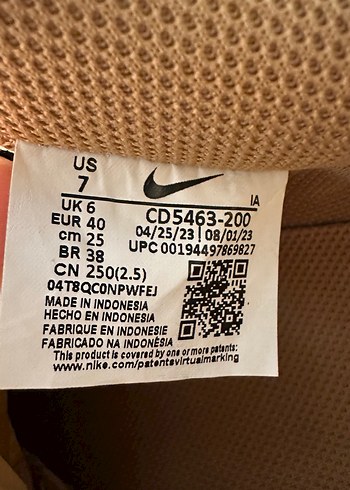 US
7
IA
UK 6
CD5463-200
EUR 40
04/25/23 | 08/01/23
cm 25
UPC 00194497869827
BR 38
CN 250(2.5)
04T8QC0NPWFEJ
MADE IN INDONESIA
HECHO EN INDONESIA
FABRIQUE EN INDONESIE
FABRICADO NA INDONÉSIA
This product is covered by one or more patents:
www.nike.com/patentsvirtualmarking